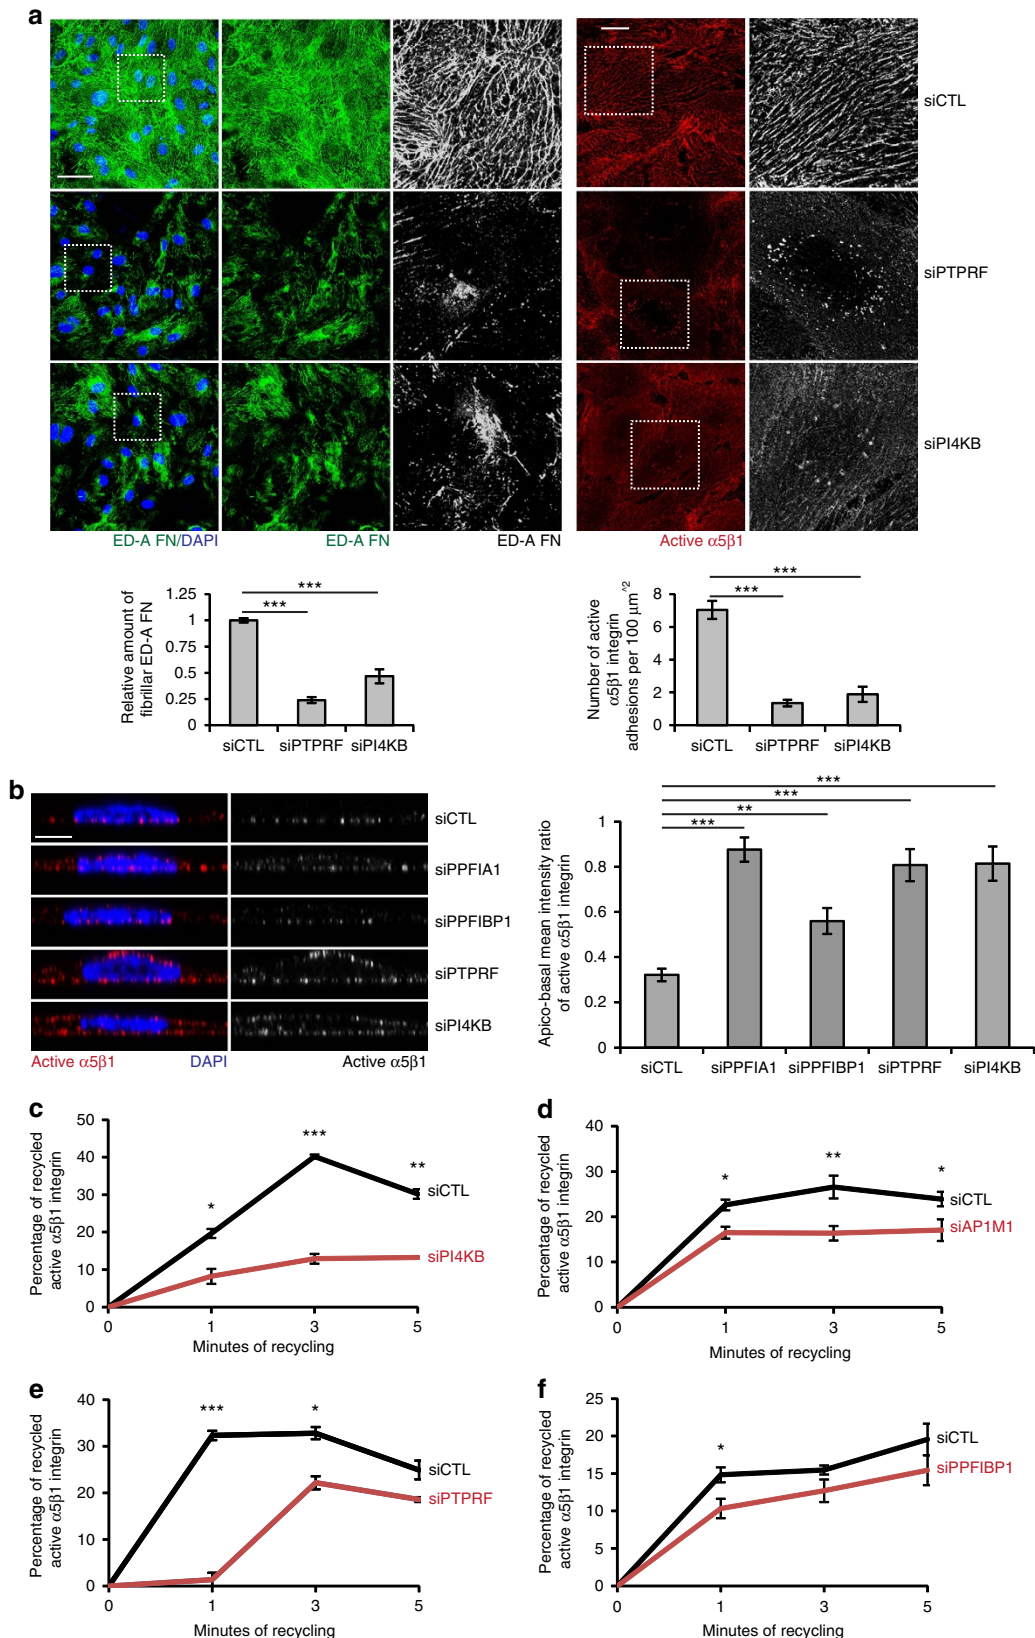 a
siCTL
siPTPRF
siPI4KB
ED-A FN/DAPI
ED-A FN
ED-A FN
Active α5β1
Relative amount of
fibrillar ED-A FN
1.25
1
0.75
0.5
0.25
0
***
***
siCTL
siPTPRF
siPI4KB
Number of active
α5β1 integrin
adhesions per 100 μm^2
8
6
4
2
0
***
***
siCTL
siPTPRF
siPI4KB
b
siCTL
siPPFIA1
siPPFIBP1
siPTPRF
siPI4KB
Active α5β1
DAPI
Active α5β1
Apico-basal mean intensity ratio
of active α5β1 integrin
1
0.8
0.6
0.4
0.2
0
***
***
**
***
siCTL
siPPFIA1
siPPFIBP1
siPTPRF
siPI4KB
c
Percentage of recycled
active α5β1 integrin
50
40
30
20
10
0
*
***
**
siCTL
siPI4KB
0
1
3
5
Minutes of recycling
d
Percentage of recycled
active α5β1 integrin
40
30
20
10
0
*
**
*
siCTL
siAP1M1
0
1
3
5
Minutes of recycling
e
Percentage of recycled
active α5β1 integrin
40
30
20
10
0
***
*
siCTL
siPTPRF
0
1
3
5
Minutes of recycling
f
Percentage of recycled
active α5β1 integrin
25
20
15
10
5
0
*
siCTL
siPPFIBP1
0
1
3
5
Minutes of recycling